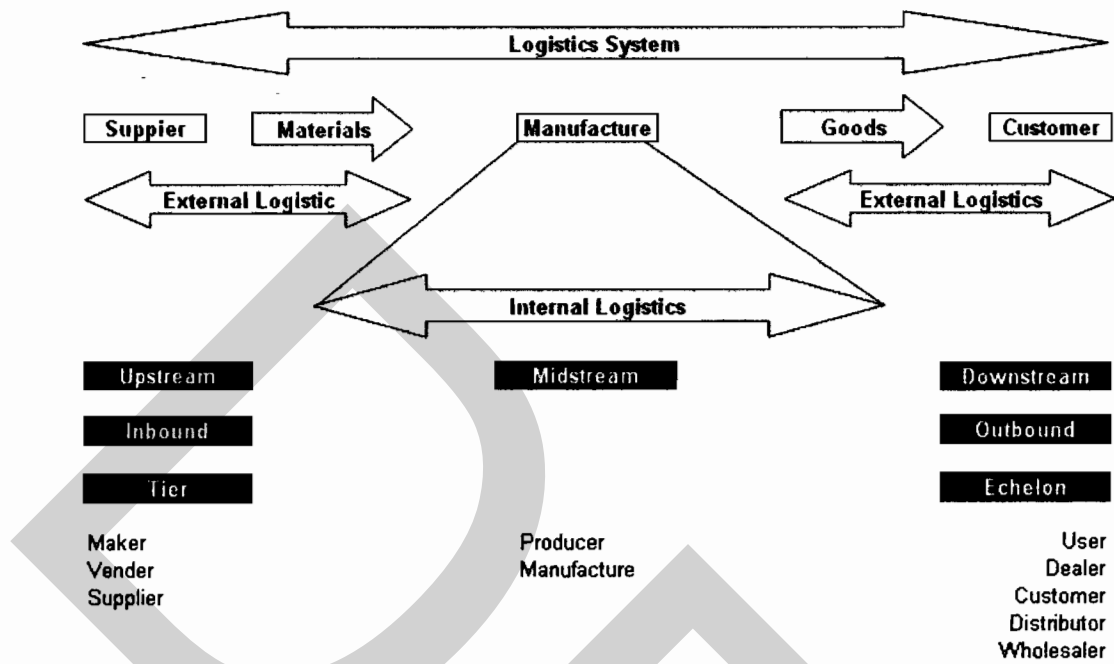 Logistics System
Suppier Materials Manufacture Goods Customer
External Logistic External Logistics
Internal Logistics
Upstream Midstream Downstream
Inbound Outbound
Tier Echelon
Maker Producer User
Vender Manufacture Dealer
Supplier Customer
Distributor
Wholesaler